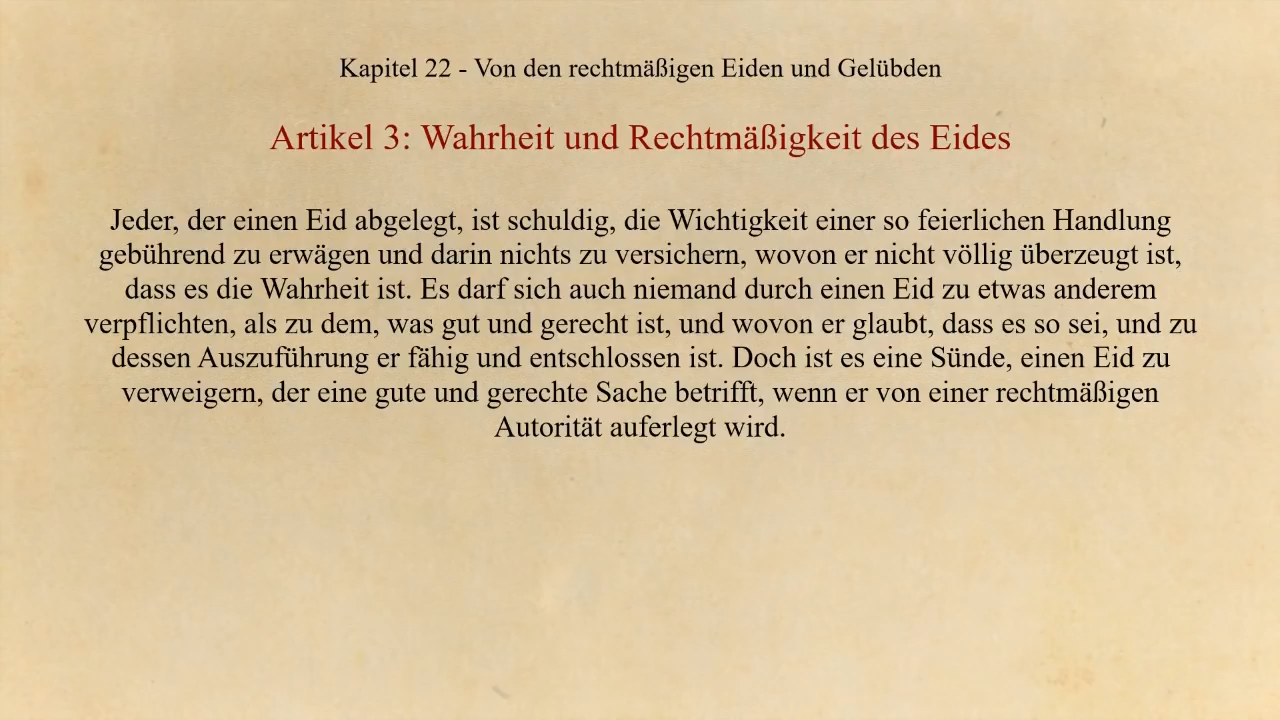 Kapitel 22 - Von den rechtmäßigen Eiden und Gelübden
Artikel 3: Wahrheit und Rechtmäßigkeit des Eides
Jeder, der einen Eid abgelegt, ist schuldig, die Wichtigkeit einer so feierlichen Handlung
gebührend zu erwägen und darin nichts zu versichern, wovon er nicht völlig überzeugt ist,
dass es die Wahrheit ist. Es darf sich auch niemand durch einen Eid zu etwas anderem
verpflichten, als zu dem, was gut und gerecht ist, und wovon er glaubt, dass es so sei, und zu
dessen Auszuführung er fähig und entschlossen ist. Doch ist es eine Sünde, einen Eid zu
verweigern, der eine gute und gerechte Sache betrifft, wenn er von einer rechtmäßigen
Autorität auferlegt wird.